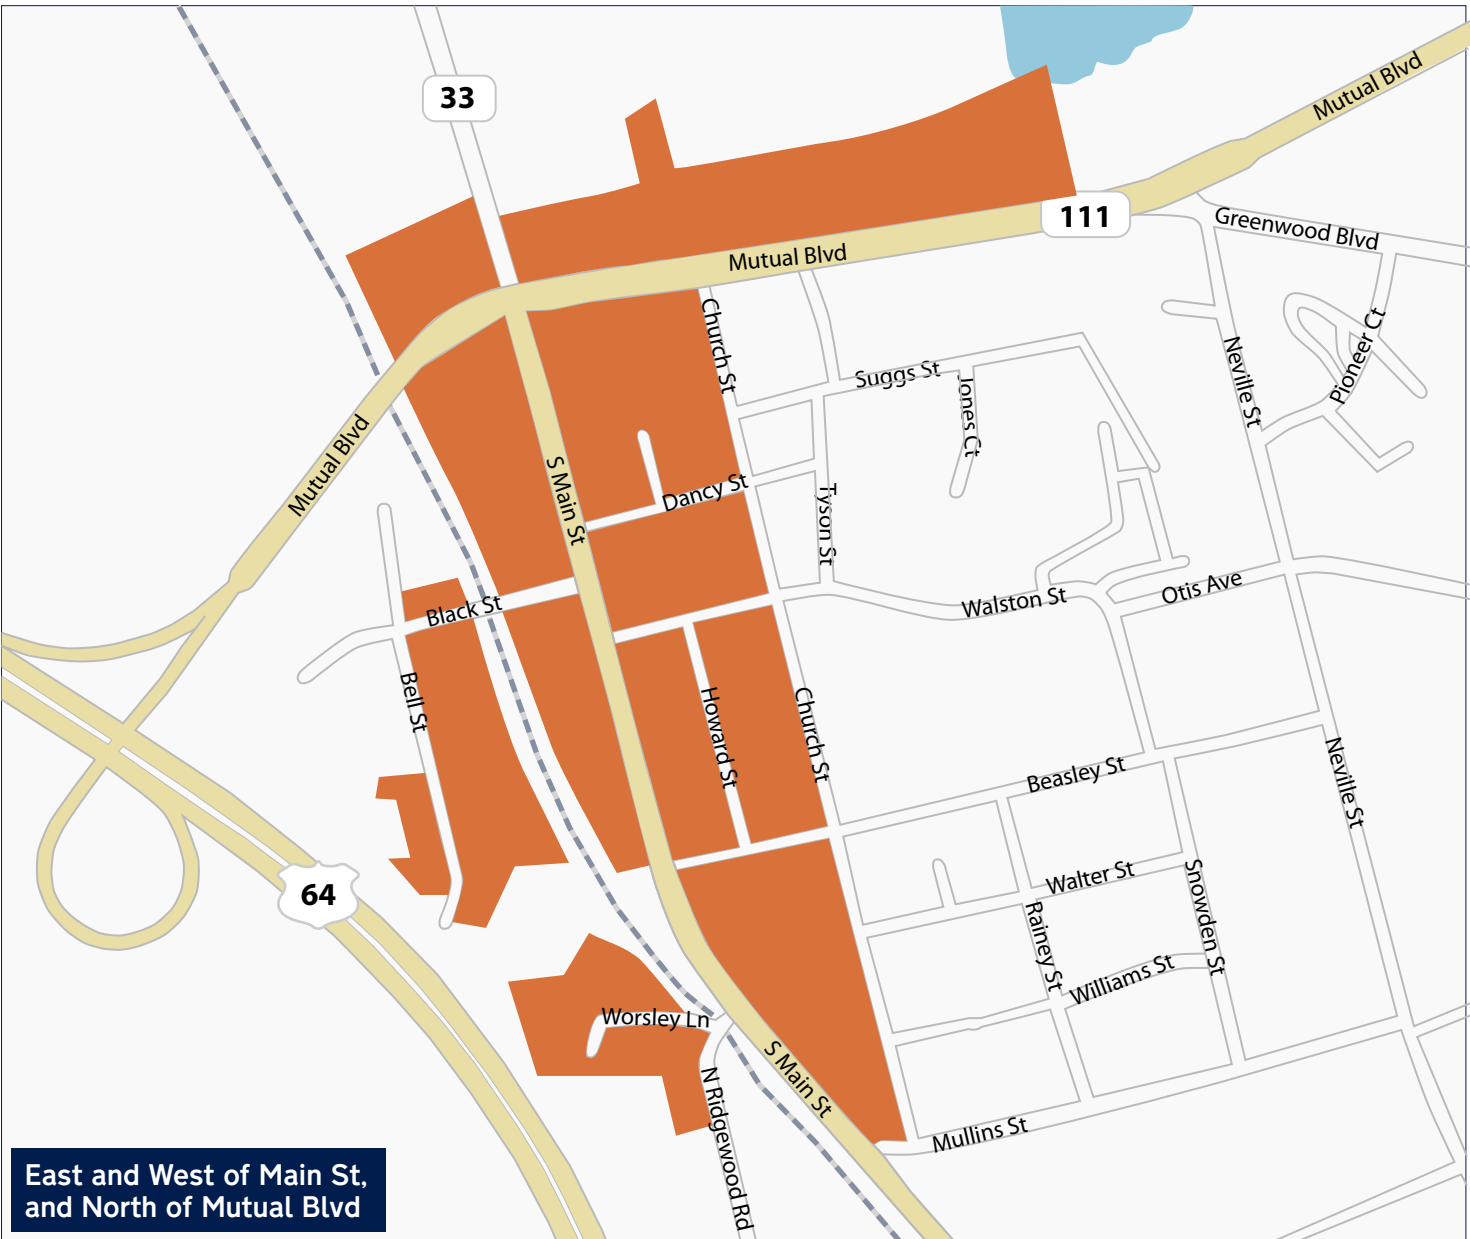 33
Mutual Blvd
111
Greenwood Blvd
Mutual Blvd
Church St
Pioneer Ct
Neville St
Suggs St
Jones Ct
Mutual Blvd
S Main St
Dancy St
Tyson St
Black St
Walston St
Otis Ave
Bell St
Howard St
Church St
Beasley St
Neville St
64
Walter St
Snowden St
Rainey St
Williams St
Worsley Ln
S Main St
N Ridgewood Rd
Mullins St
East and West of Main St,
and North of Mutual Blvd